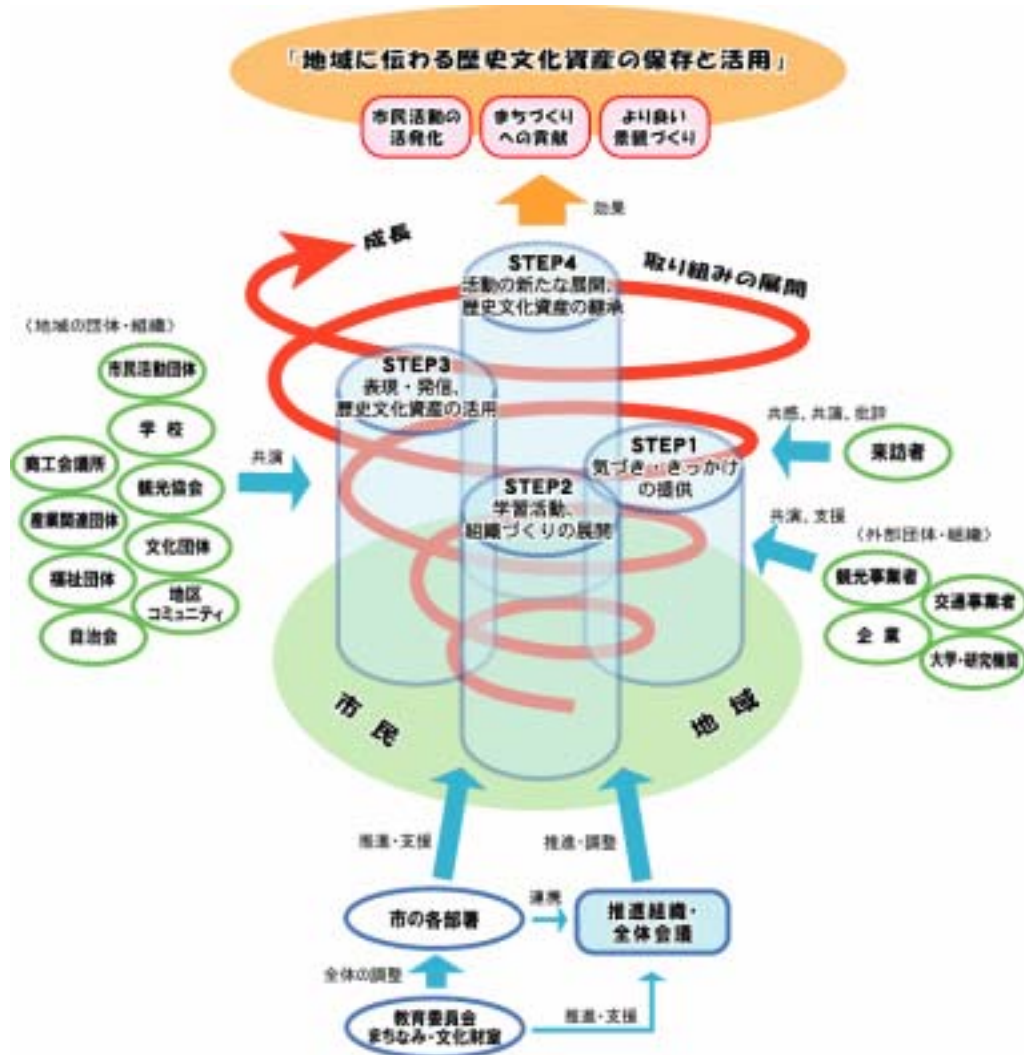 「地域に伝わる歴史文化資産の保存と活用」
市民活動の
活発化
まちづくり
への貢献
より良い
景観づくり
効果
成長
取り組みの展開
STEP4
活動の新たな展開、
歴史文化資産の継承
STEP3
表現・発信、
歴史文化資産の活用
STEP1
気づき・きっかけ
の提供
STEP2
学習活動、
組織づくりの展開
〈地域の団体・組織〉
市民活動団体
学校
商工会議所
観光協会
産業関連団体
文化団体
福祉団体
地区
コミュニティ
自治会
共演
共感、共演、批評
来訪者
共演、支援
〈外部団体・組織〉
観光事業者
交通事業者
企業
大学・研究機関
市民
地域
推進・支援
推進・調整
市の各部署
連携
推進組織・
全体会議
全体の調整
教育委員会
まちなみ・文化財室
推進・支援